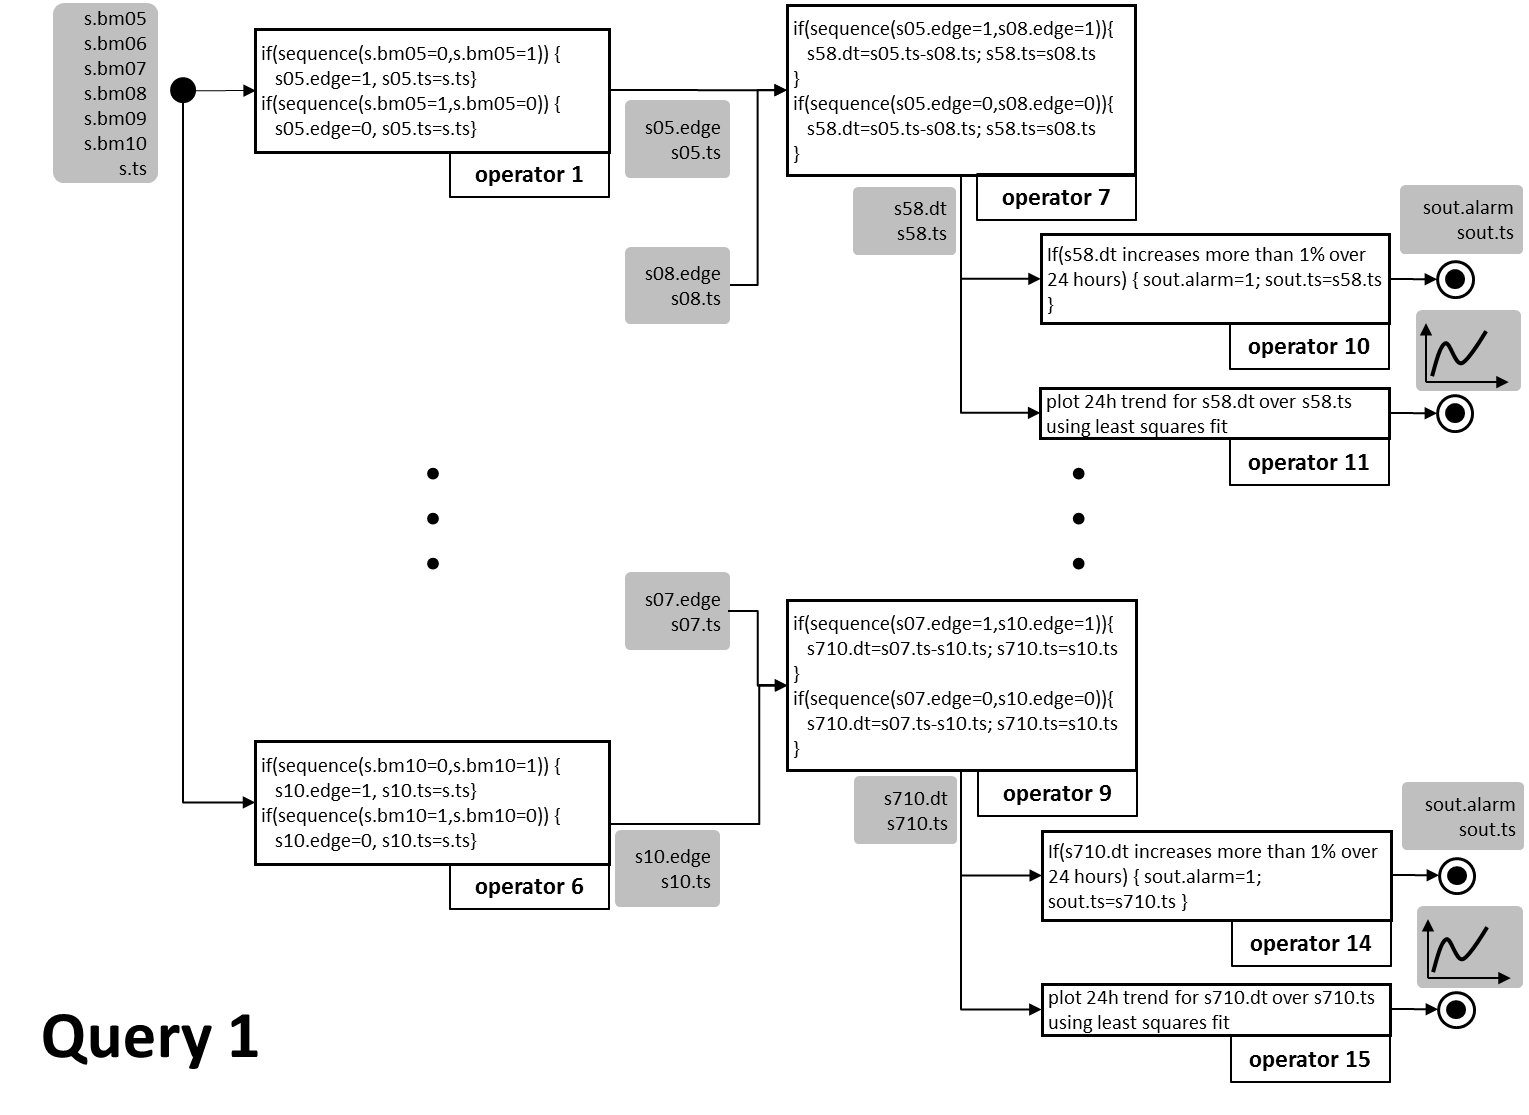 s.bm05
s.bm06
s.bm07
s.bm08
s.bm09
s.bm10
s.ts
if(sequence(s.bm05=0,s.bm05=1)) {
s05.edge=1, s05.ts=s.ts}
if(sequence(s.bm05=1,s.bm05=0)) {
s05.edge=0, s05.ts=s.ts}
operator 1
s05.edge
s05.ts
s08.edge
s08.ts
if(sequence(s05.edge=1,s08.edge=1)){
s58.dt=s05.ts-s08.ts; s58.ts=s08.ts
}
if(sequence(s05.edge=0,s08.edge=0)){
s58.dt=s05.ts-s08.ts; s58.ts=s08.ts
}
operator 7
s58.dt
s58.ts
If(s58.dt increases more than 1% over
24 hours) { sout.alarm=1; sout.ts=s58.ts
}
operator 10
sout.alarm
sout.ts
plot 24h trend for s58.dt over s58.ts
using least squares fit
operator 11
s07.edge
s07.ts
if(sequence(s.bm10=0,s.bm10=1)) {
s10.edge=1, s10.ts=s.ts}
if(sequence(s.bm10=1,s.bm10=0)) {
s10.edge=0, s10.ts=s.ts}
operator 6
s10.edge
s10.ts
if(sequence(s07.edge=1,s10.edge=1)){
s710.dt=s07.ts-s10.ts; s710.ts=s10.ts
}
if(sequence(s07.edge=0,s10.edge=0)){
s710.dt=s07.ts-s10.ts; s710.ts=s10.ts
}
operator 9
s710.dt
s710.ts
If(s710.dt increases more than 1% over
24 hours) { sout.alarm=1;
sout.ts=s710.ts }
operator 14
sout.alarm
sout.ts
plot 24h trend for s710.dt over s710.ts
using least squares fit
operator 15
Query 1